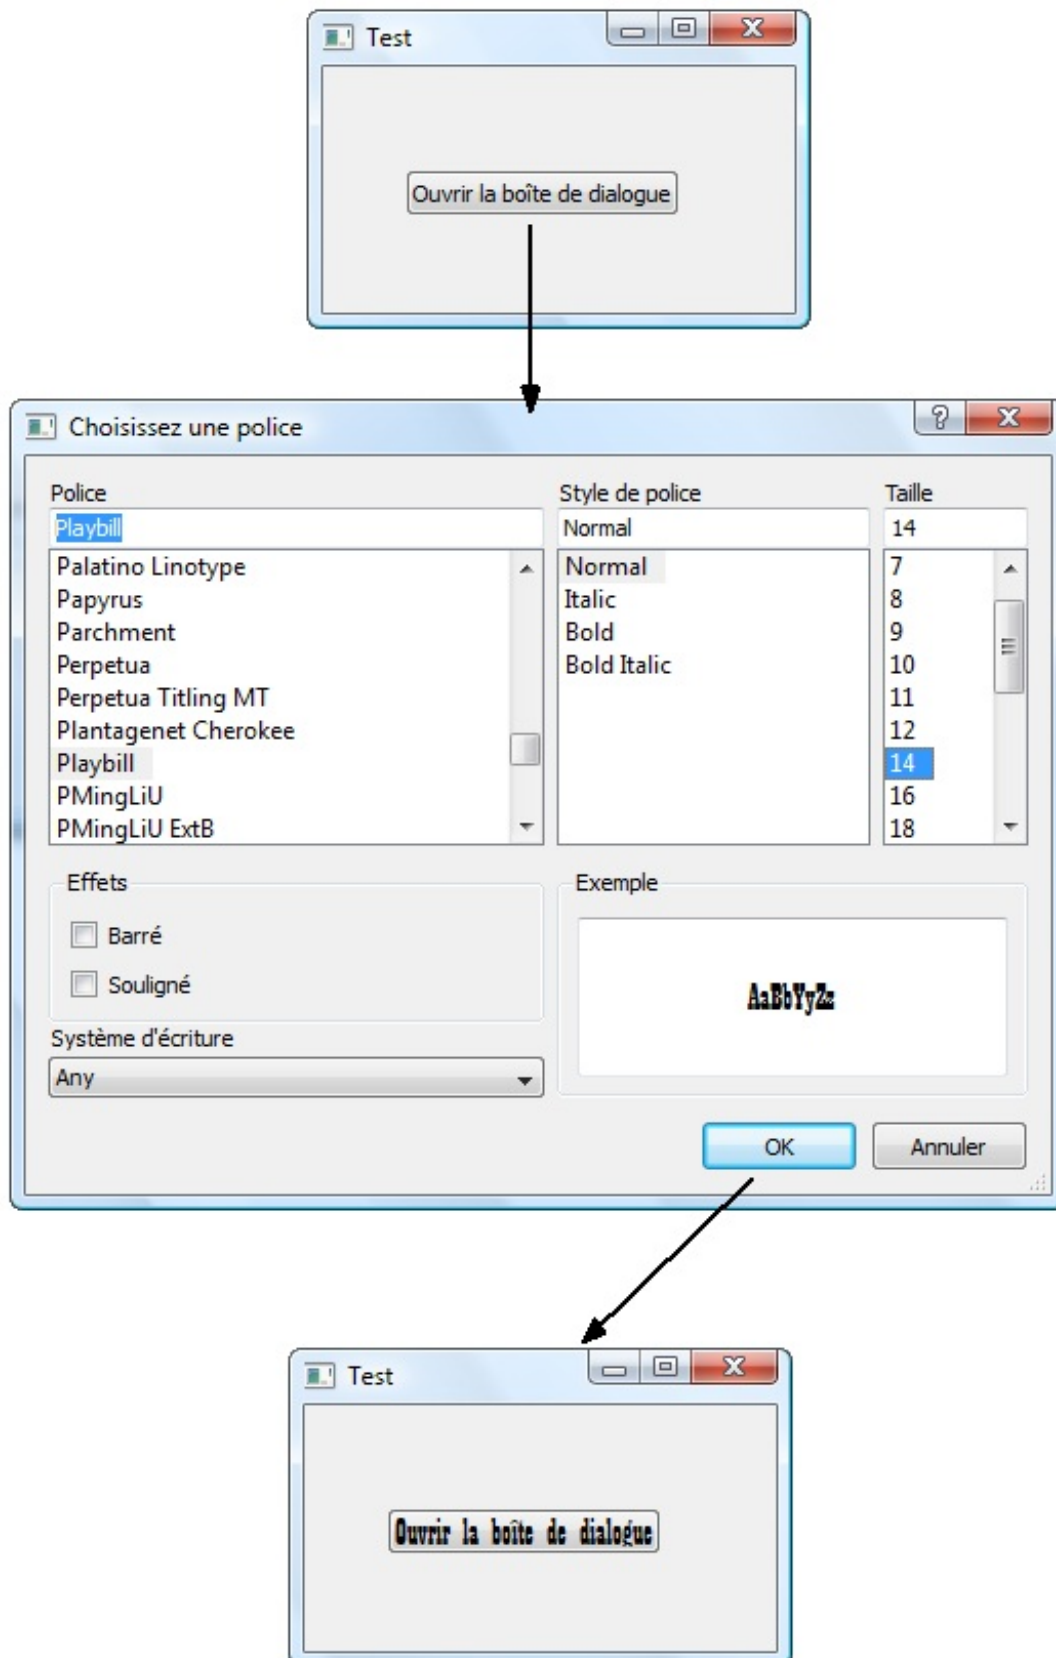 Test
Ouvrir la boîte de dialogue
Choisissez une police
Police
Style de police
Taille
Playbill
Normal
14
Palatino Linotype
Papyrus
Parchment
Perpetua
Perpetua Titling MT
Plantagenet Cherokee
Playbill
PMingLiU
PMingLiU ExtB
Normal
Italic
Bold
Bold Italic
7
8
9
10
11
12
14
16
18
Effets
Barré
Souligné
Exemple
AaBbYyZz
Système d'écriture
Any
OK
Annuler
Test
Ouvrir la boîte de dialogue